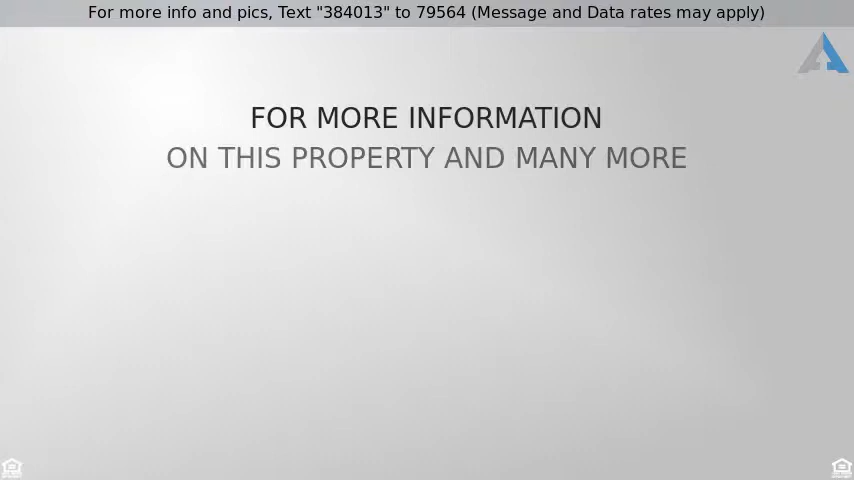 For more info and pics, Text "384013" to 79564 (Message and Data rates may apply)
FOR MORE INFORMATION
ON THIS PROPERTY AND MANY MORE